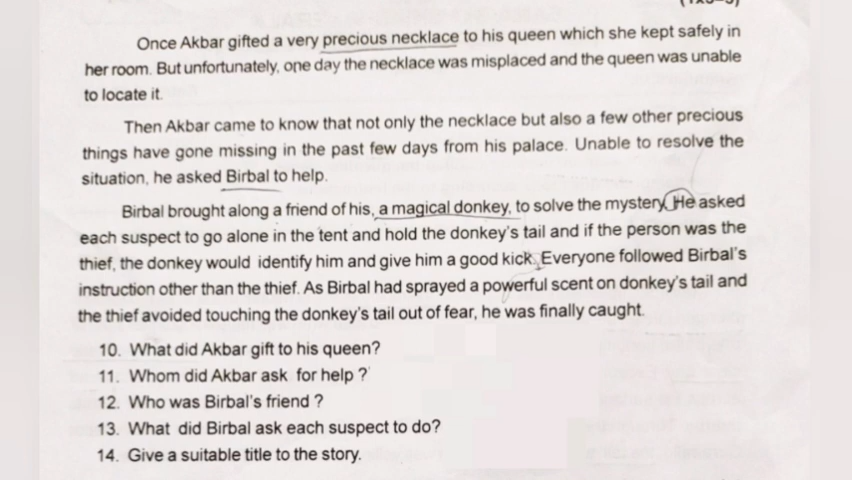 Once Akbar gifted a very precious necklace to his queen which she kept safely in
her room. But unfortunately, one day the necklace was misplaced and the queen was unable
to locate it.
Then Akbar came to know that not only the necklace but also a few other precious
things have gone missing in the past few days from his palace. Unable to resolve the
situation, he asked Birbal to help.
Birbal brought along a friend of his, a magical donkey, to solve the mystery. He asked
each suspect to go alone in the tent and hold the donkey's tail and if the person was the
thief, the donkey would identify him and give him a good kick. Everyone followed Birbal's
instruction other than the thief. As Birbal had sprayed a powerful scent on donkey's tail and
the thief avoided touching the donkey's tail out of fear, he was finally caught.
10. What did Akbar gift to his queen?
11. Whom did Akbar ask for help ?
12. Who was Birbal's friend ?
13. What did Birbal ask each suspect to do?
14. Give a suitable title to the story.